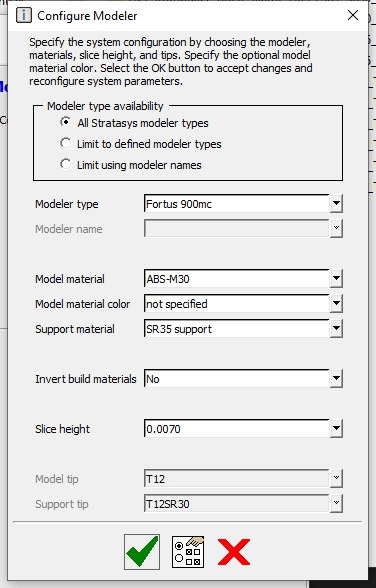 Configure Modeler
Specify the system configuration by choosing the modeler,
materials, slice height, and tips. Specify the optional model
material color. Select the OK button to accept changes and
reconfigure system parameters.
Modeler type availability
All Stratasys modeler types
Limit to defined modeler types
Limit using modeler names
Modeler type Fortus 900mc
Modeler name
Model material ABS-M30
Model material color not specified
Support material SR35 support
Invert build materials No
Slice height 0.0070
Model tip T12
Support tip T12SR30